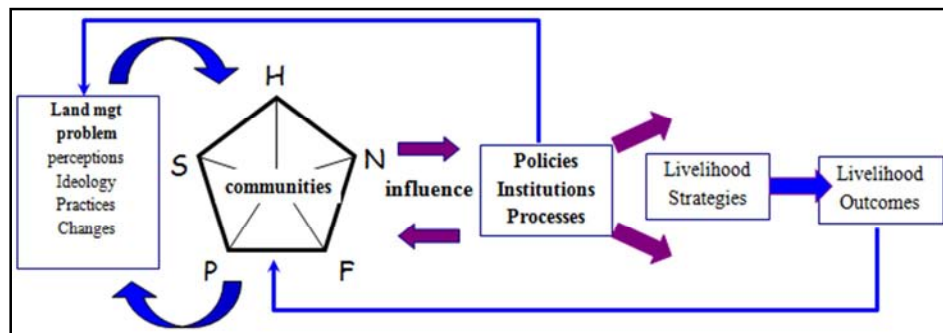 Land mgt
problem
perceptions
Ideology
Practices
Changes
H
S
N
communities
P
F
influence
Policies
Institutions
Processes
Livelihood
Strategies
Livelihood
Outcomes